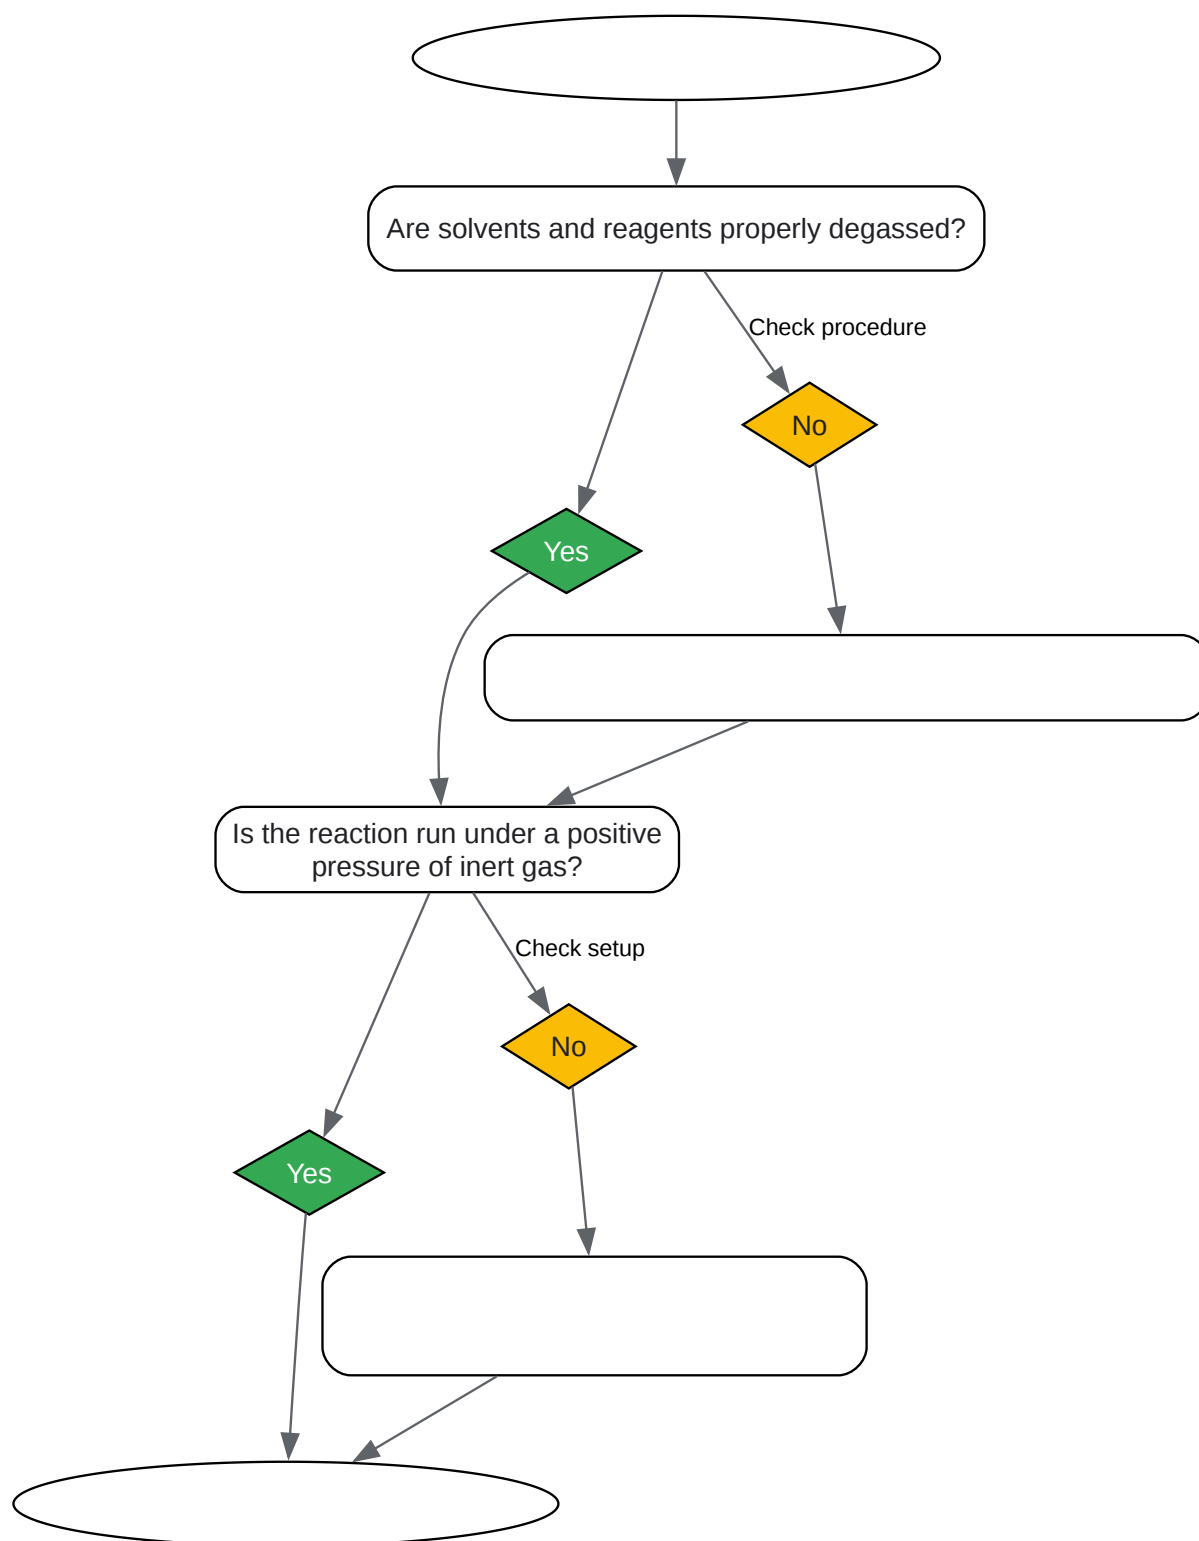 Are solvents and reagents properly degassed?
Check procedure
No
Yes
Is the reaction run under a positive
pressure of inert gas?
Check setup
No
Yes